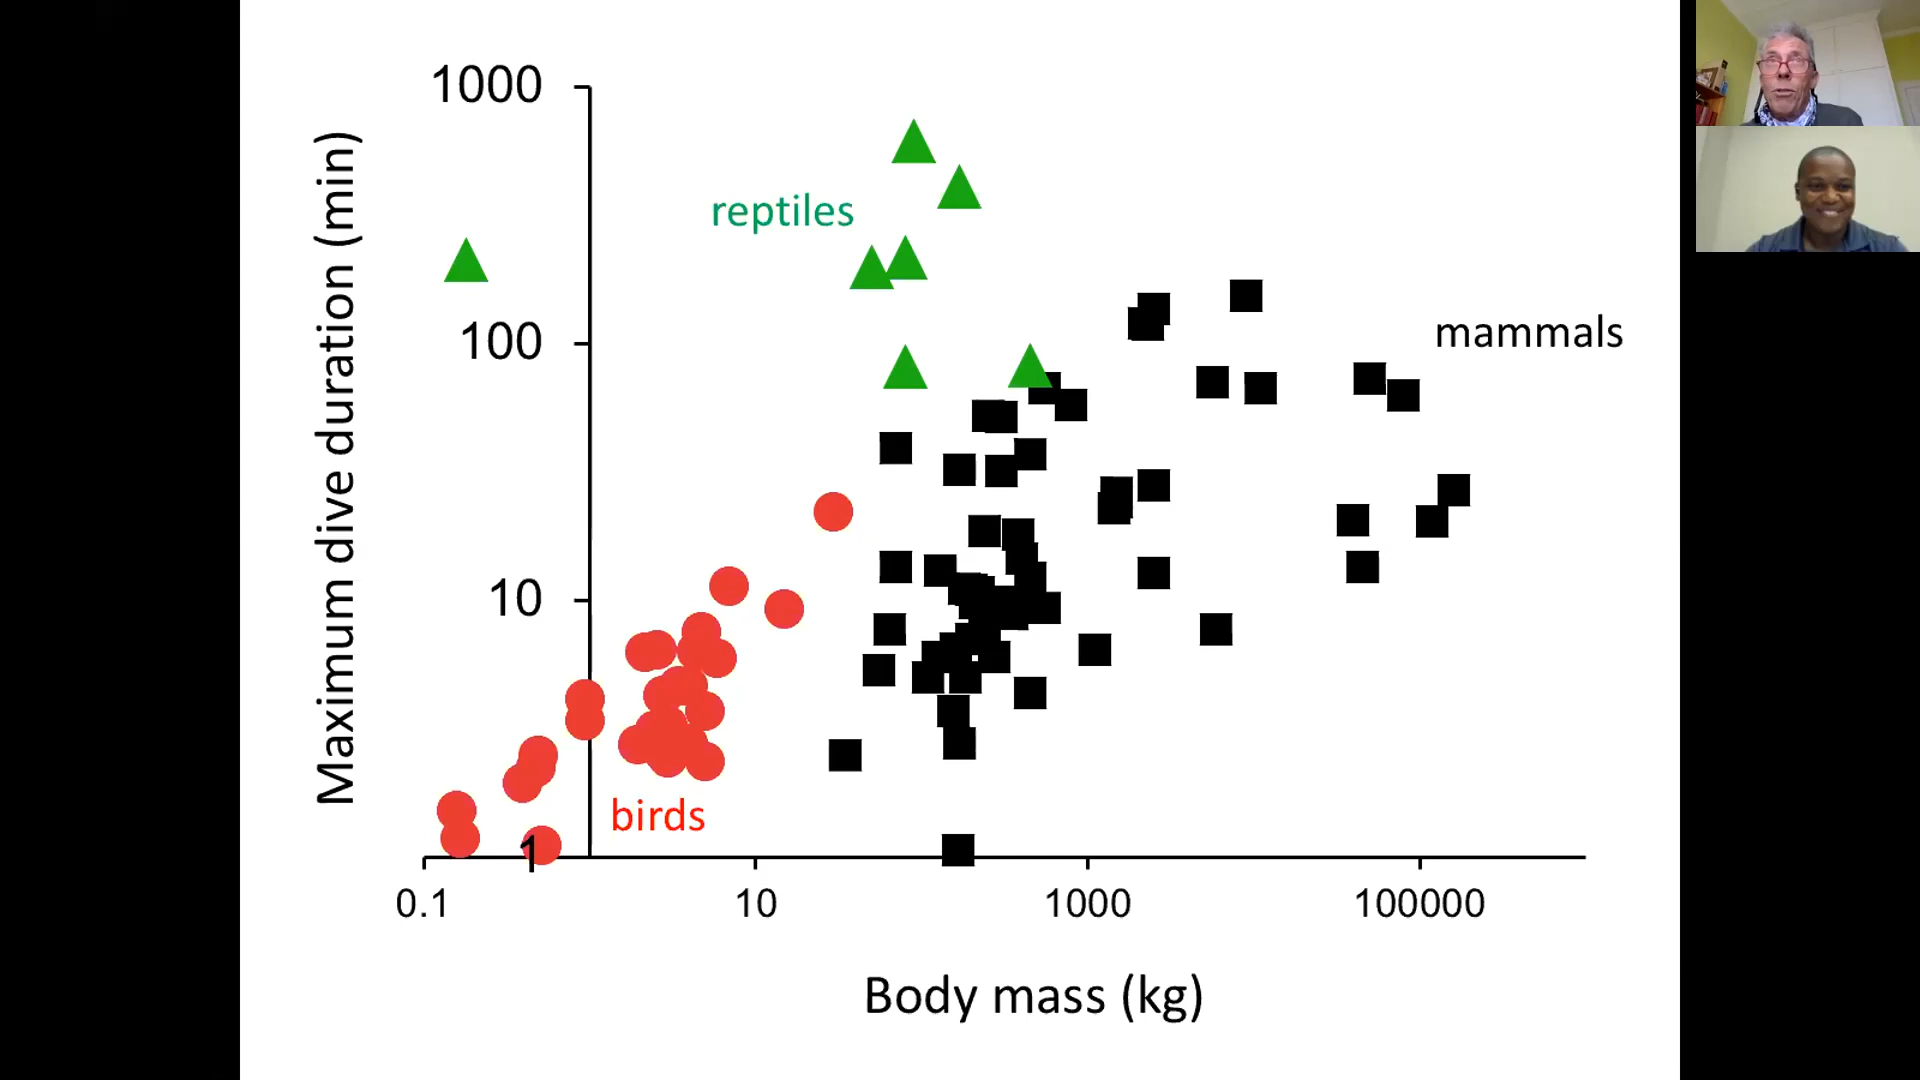 1000
100
10
1
Maximum dive duration (min)
reptiles
mammals
birds
0.1 10 1000 100000
Body mass (kg)